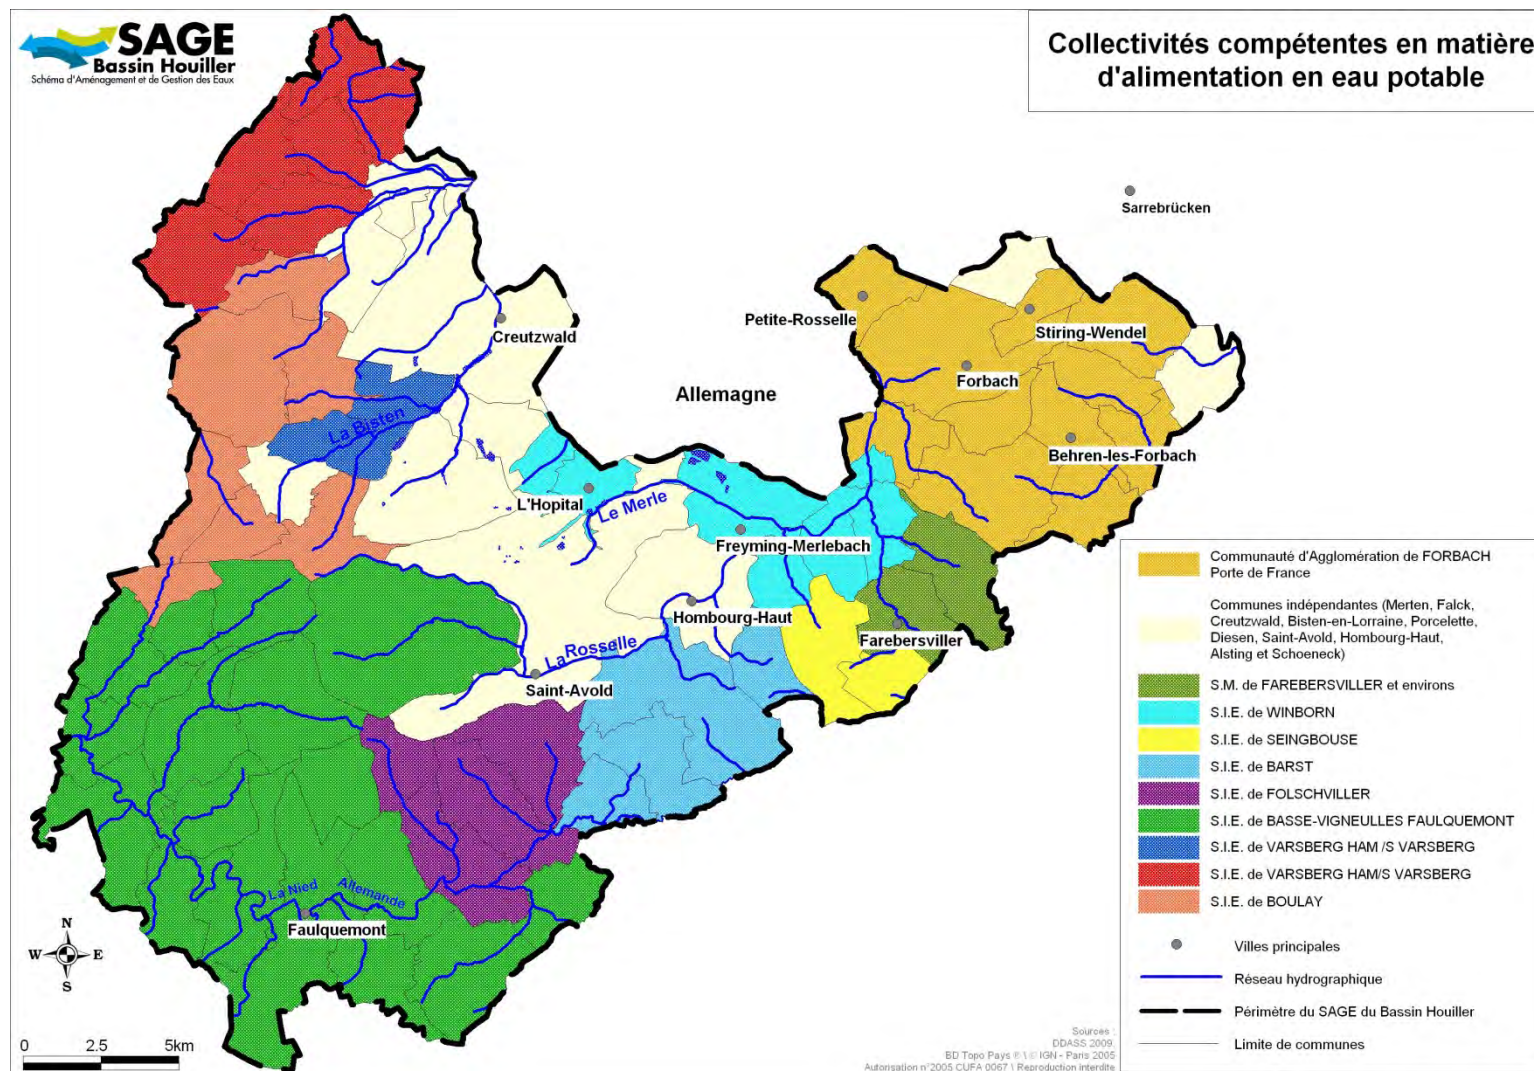 SAGE
Bassin Houiller
Schéma d'Aménagement et de Gestion des Eaux
Collectivités compétentes en matière
d'alimentation en eau potable
Sarrebrücken
Petite-Rosselle
Stiring-Wendel
Creutzwald
Forbach
Allemagne
La Bisten
Behren-les-Forbach
L'Hopital
Le Merle
Freyming-Merlebach
Hombourg-Haut
Farebersviller
La Rosselle
Saint-Avold
La Nied Allemande
Faulquemont
Communauté d'Agglomération de FORBACH
Porte de France
Communes indépendantes (Merten, Falck,
Creutzwald, Bisten-en-Lorraine, Porcelette,
Diesen, Saint-Avold, Hombourg-Haut,
Alsting et Schoeneck)
S.M. de FAREBERSVILLER et environs
S.I.E. de WINBORN
S.I.E. de SEINGBOUSE
S.I.E. de BARST
S.I.E. de FOLSCHVILLER
S.I.E. de BASSE-VIGNEULLES FAULQUEMONT
S.I.E. de VARSBERG HAM /S VARSBERG
S.I.E. de VARSBERG HAM/S VARSBERG
S.I.E. de BOULAY
Villes principales
Réseau hydrographique
Périmètre du SAGE du Bassin Houiller
Limite de communes
N
W E
S
0 2.5 5km
Sources :
DDASS 2009,
BD Topo Pays ® \ © IGN - Paris 2005
Autorisation n°2005 CUFA 0067 \ Reproduction Interdite